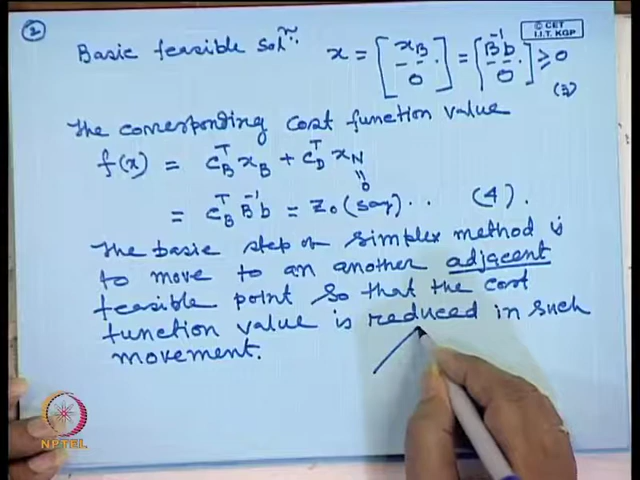 2
© CET
I.I.T. KGP
Basic feasible solⁿ: x = [x_B / 0] = [B⁻¹b / 0] ≥ 0
(3)
The corresponding cost function value
f(x) = c_B^T x_B + c_D^T x_N
0
= c_B^T B⁻¹b = z₀ (say).. (4).
The basic step of simplex method is
to move to an another adjacent
feasible point so that the cost
function value is reduced in such
movement.
NPTEL